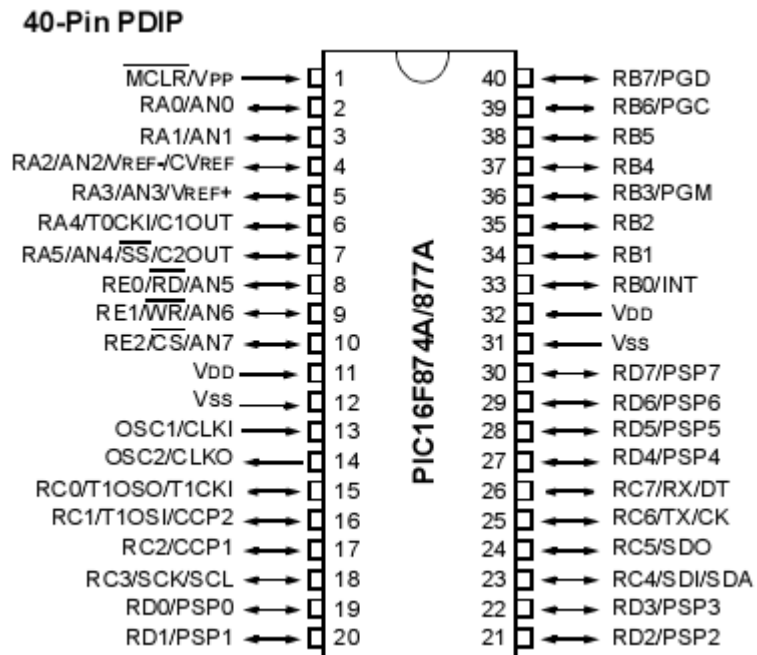 40-Pin PDIP
MCLR/VPP 1 40 RB7/PGD
RA0/AN0 2 39 RB6/PGC
RA1/AN1 3 38 RB5
RA2/AN2/VREF-/CVREF 4 37 RB4
RA3/AN3/VREF+ 5 36 RB3/PGM
RA4/T0CKI/C1OUT 6 35 RB2
RA5/AN4/SS/C2OUT 7 34 RB1
RE0/RD/AN5 8 33 RB0/INT
RE1/WR/AN6 9 32 VDD
RE2/CS/AN7 10 31 VSS
VDD 11 30 RD7/PSP7
VSS 12 29 RD6/PSP6
OSC1/CLKI 13 28 RD5/PSP5
OSC2/CLKO 14 27 RD4/PSP4
RC0/T1OSO/T1CKI 15 26 RC7/RX/DT
RC1/T1OSI/CCP2 16 25 RC6/TX/CK
RC2/CCP1 17 24 RC5/SDO
RC3/SCK/SCL 18 23 RC4/SDI/SDA
RD0/PSP0 19 22 RD3/PSP3
RD1/PSP1 20 21 RD2/PSP2
PIC16F874A/877A